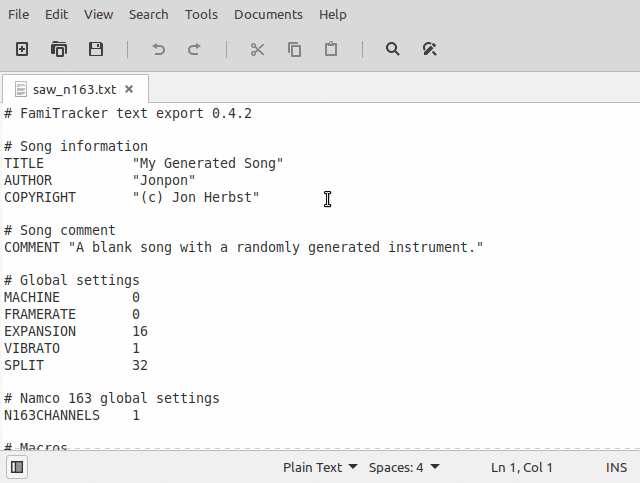 File Edit View Search Tools Documents Help
saw_n163.txt ×
# FamiTracker text export 0.4.2
# Song information
TITLE "My Generated Song"
AUTHOR "Jonpon"
COPYRIGHT "(c) Jon Herbst"
# Song comment
COMMENT "A blank song with a randomly generated instrument."
# Global settings
MACHINE 0
FRAMERATE 0
EXPANSION 16
VIBRATO 1
SPLIT 32
# Namco 163 global settings
N163CHANNELS 1
# Macros
Plain Text Spaces: 4 Ln 1, Col 1 INS